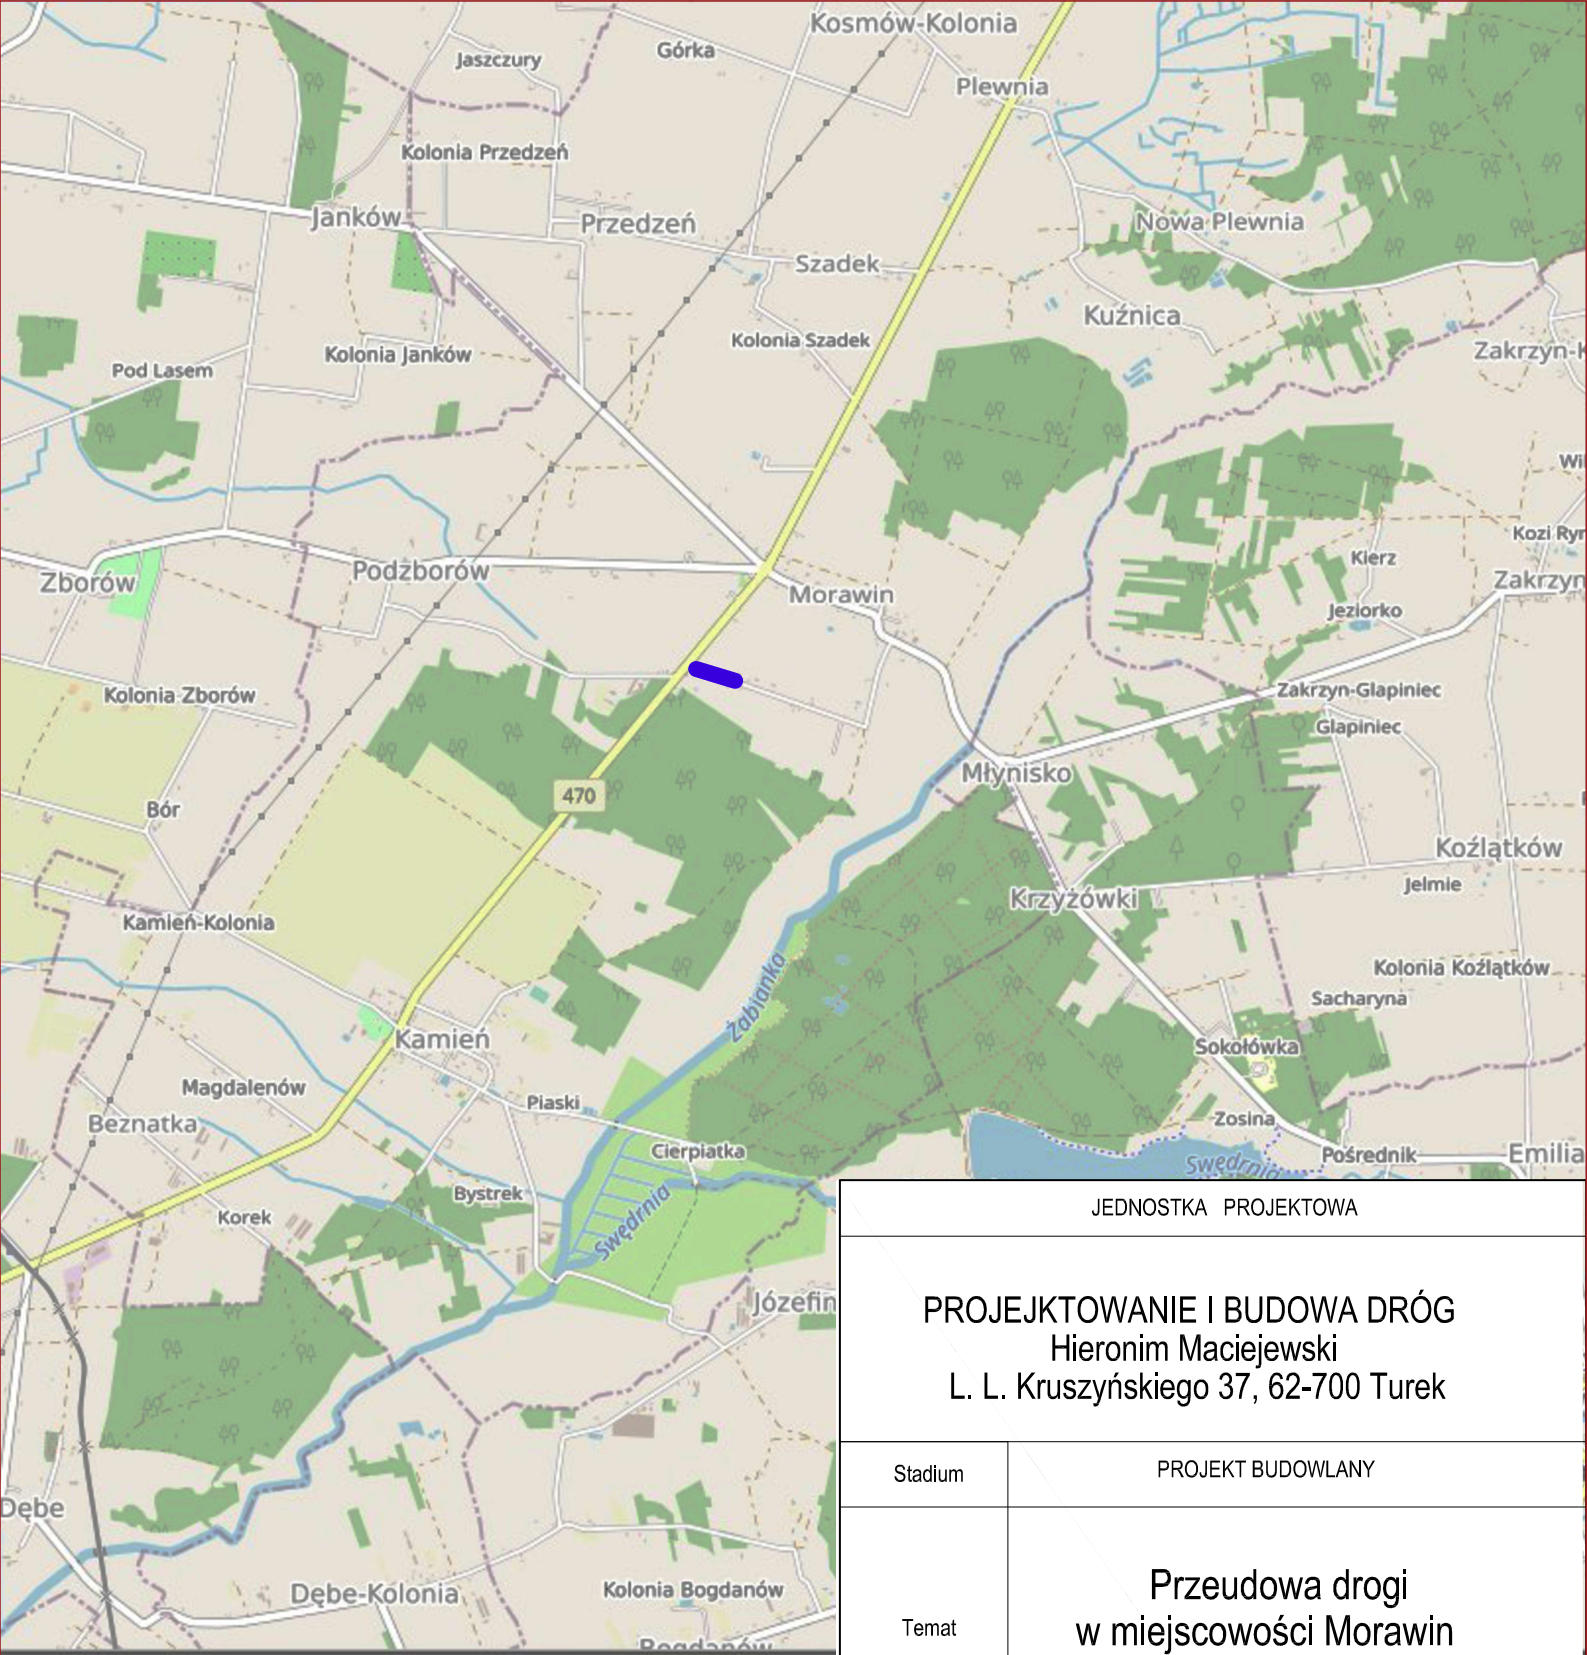 Kosmów-Kolonia
Górka
Jaszczury
Plewnia
Kolonia Przedzeń
Janków
Przedzeń
Nowa Plewnia
Szadek
Kuźnica
Kolonia Szadek
Kolonia Janków
Zakrzyn-K
Pod Lasem
Wil
Kozi Ryn
Kierz
Podzborów
Zborów
Zakrzyn
Morawin
Jeziorko
Kolonia Zborów
Zakrzyn-Glapiniec
Glapiniec
Młynisko
470
Bór
Koźlątków
Jelmie
Krzyżówki
Kamień-Kolonia
Kolonia Koźlątków
Żabianka
Sacharyna
Kamień
Sokołówka
Magdalenów
Piaski
Beznatka
Zosina
Cierpiatka
Pośrednik
Emilia
Swędrnia
Bystrek
Korek
Swędrnia
Józefin
JEDNOSTKA PROJEKTOWA
PROJEJKTOWANIE I BUDOWA DRÓG
Hieronim Maciejewski
L. L. Kruszyńskiego 37, 62-700 Turek
Stadium
PROJEKT BUDOWLANY
Dębe
Dębe-Kolonia
Kolonia Bogdanów
Temat
Przeudowa drogi
w miejscowości Morawin
Bogdanów